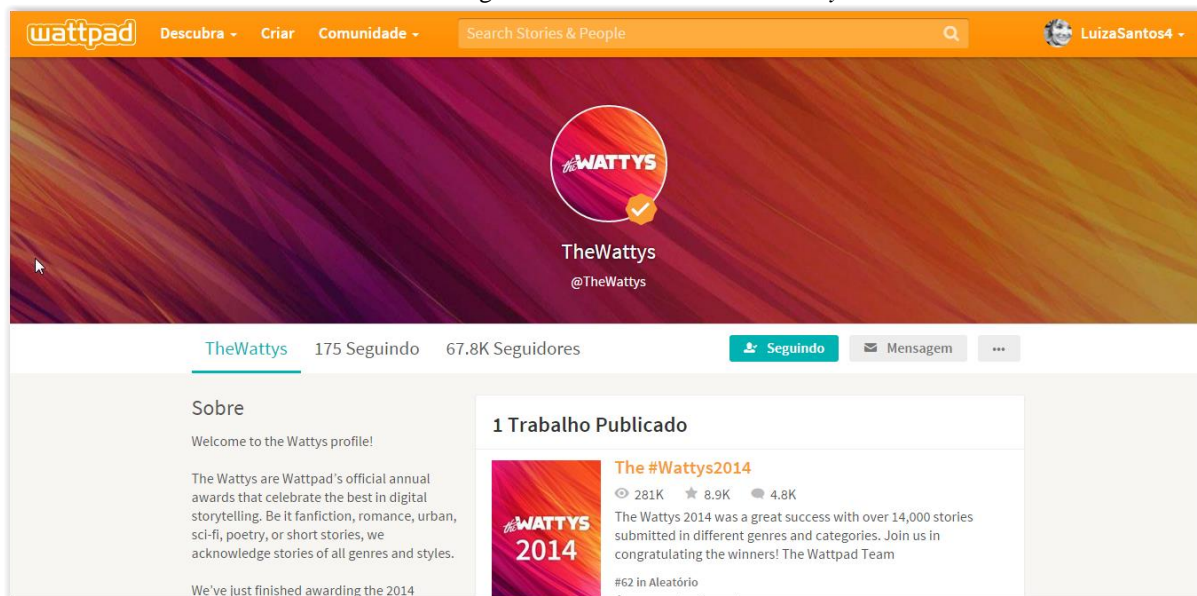 wattpad Descubra Criar Comunidade Search Stories & People LuizaSantos4
theWATTYS
TheWattys
@TheWattys
TheWattys 175 Seguindo 67.8K Seguidores Seguindo Mensagem ...
Sobre
Welcome to the Wattys profile!
The Wattys are Wattpad's official annual
awards that celebrate the best in digital
storytelling. Be it fanfiction, romance, urban,
sci-fi, poetry, or short stories, we
acknowledge stories of all genres and styles.
We've just finished awarding the 2014
1 Trabalho Publicado
theWATTYS
2014
The #Wattys2014
281K 8.9K 4.8K
The Wattys 2014 was a great success with over 14,000 stories
submitted in different genres and categories. Join us in
congratulating the winners! The Wattpad Team
#62 in Aleatório